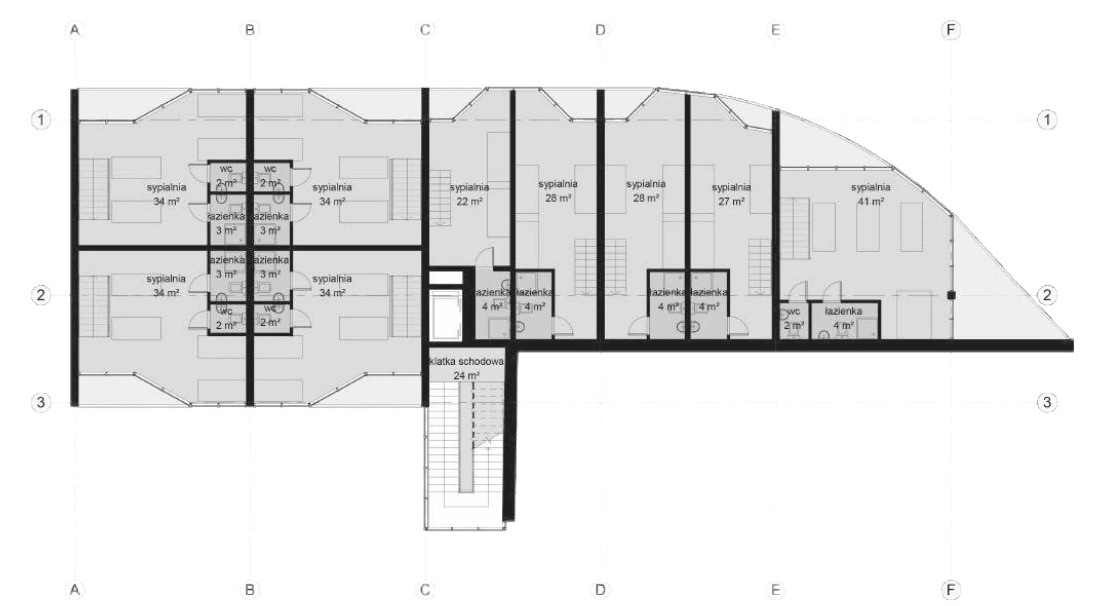 A B C D E F
1 1
wc wc
2 m² 2 m²
sypialnia sypialnia sypialnia sypialnia sypialnia sypialnia sypialnia
34 m² 34 m² 22 m² 28 m² 28 m² 27 m² 41 m²
łazienka łazienka
3 m² 3 m²
łazienka łazienka
3 m² 3 m²
sypialnia sypialnia
34 m² 34 m²
2 2
łazienka łazienka łazienka łazienka
4 m² 4 m² 4 m² 4 m²
wc wc
2 m² 2 m²
wc łazienka
2 m² 4 m²
klatka schodowa
24 m²
3 3
A B C D E F